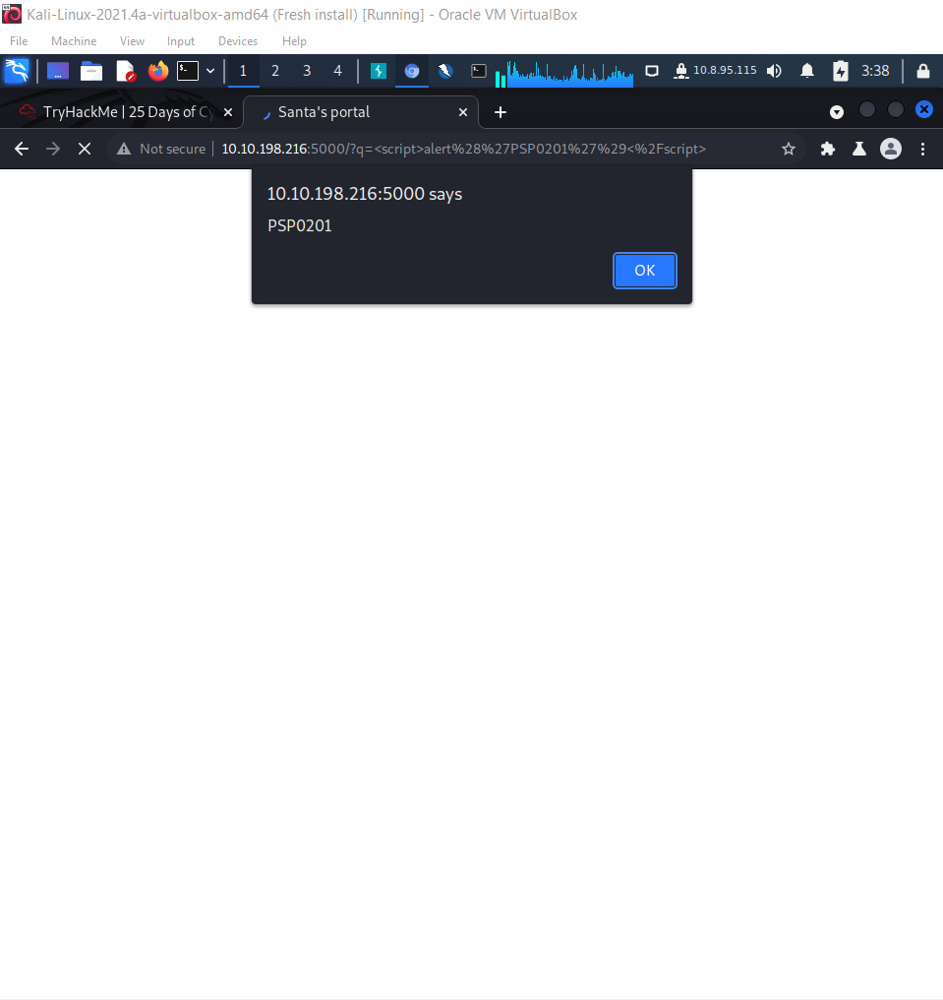 Kali-Linux-2021.4a-virtualbox-amd64 (Fresh install) [Running] - Oracle VM VirtualBox
File Machine View Input Devices Help
1 2 3 4 10.8.95.115 3:38
TryHackMe | 25 Days of Cy Santa's portal
Not secure 10.10.198.216:5000/?q=<script>alert%28%27PSP0201%27%29<%2Fscript>
10.10.198.216:5000 says
PSP0201
OK